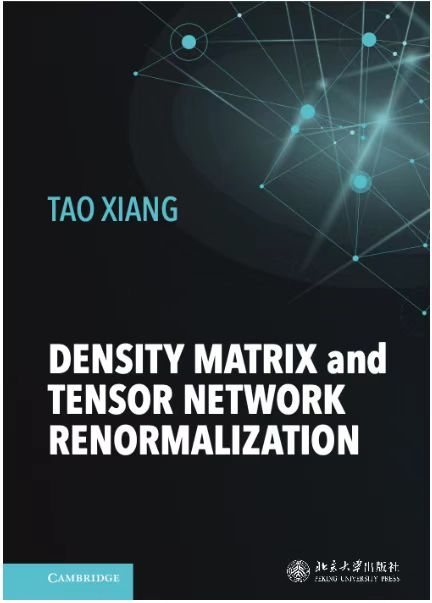 TAO XIANG
DENSITY MATRIX and
TENSOR NETWORK
RENORMALIZATION
CAMBRIDGE
北京大学出版社
PEKING UNIVERSITY PRESS